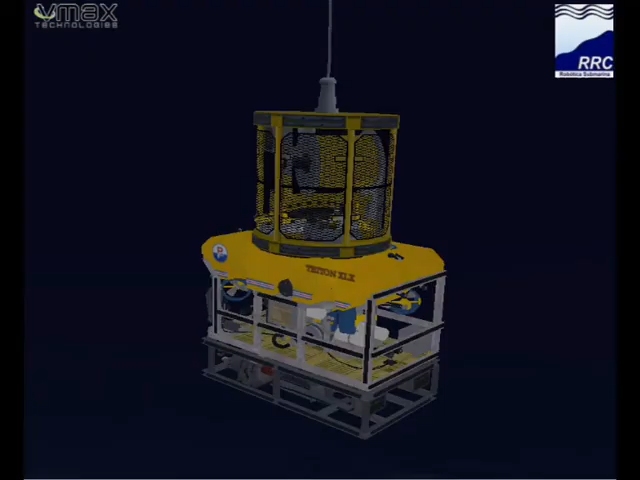 vmax
TECHNOLOGIES
RRC
Robótica Submarina
TRITON XLX